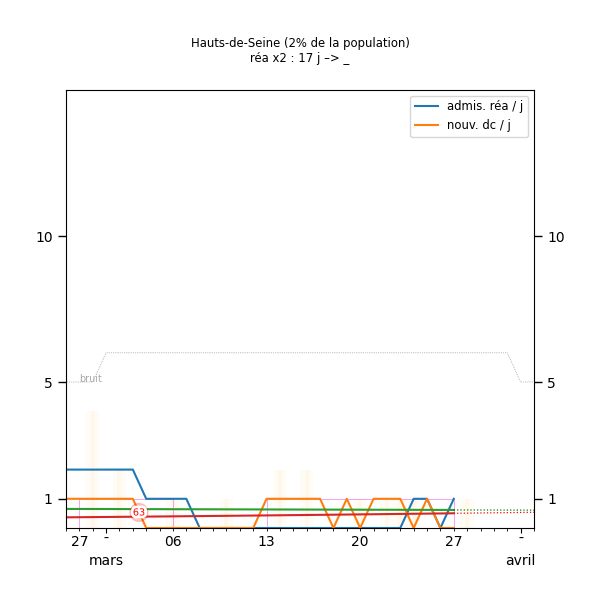 Hauts-de-Seine (2% de la population)
réa x2 : 17 j –> _
admis. réa / j
nouv. dc / j
10
10
bruit
5
5
63
1
1
27 - 06 13 20 27 -
mars avril